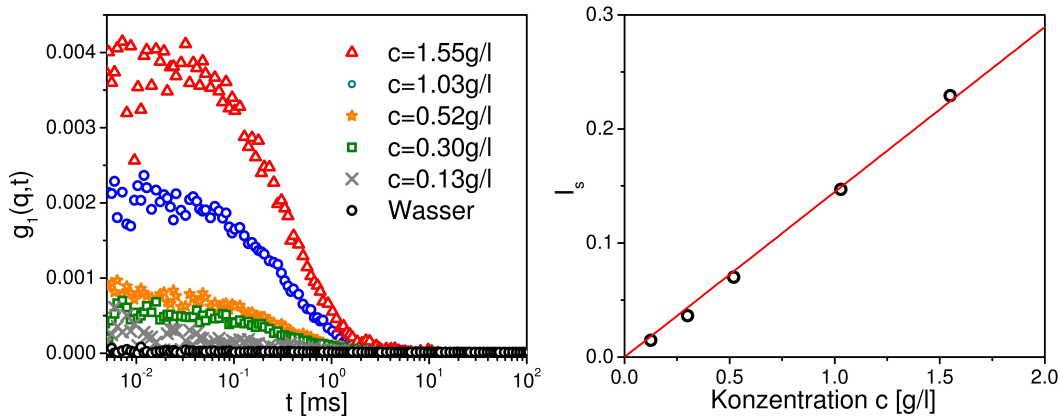 0.004
0.003
0.002
0.001
0.000
g₁(q,t)
c=1.55g/l
c=1.03g/l
c=0.52g/l
c=0.30g/l
c=0.13g/l
Wasser
10⁻² 10⁻¹ 10⁰ 10¹ 10²
t [ms]
0.3
0.2
0.1
0.0
Iₛ
0.0 0.5 1.0 1.5 2.0
Konzentration c [g/l]